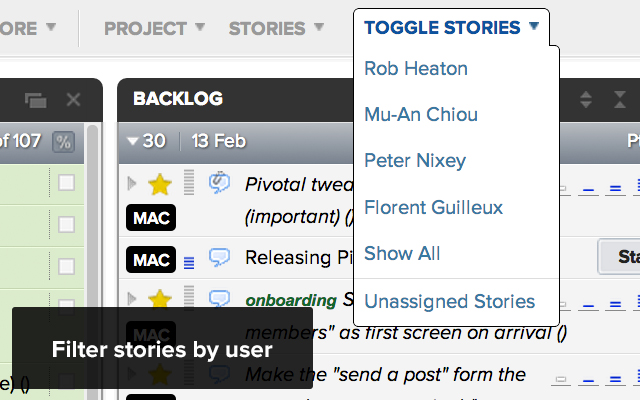 ORE ▼ PROJECT ▼ STORIES ▼ TOGGLE STORIES ▼
Rob Heaton
Mu-An Chiou
Peter Nixey
Florent Guilleux
Show All
Unassigned Stories
BACKLOG
of 107 %
30 13 Feb
Pivotal twea
(important) ()
MAC
Releasing Pi
MAC
Sta
onboarding S
members" as first screen on arrival ()
MAC
Make the "send a post" form the
e) ()
Filter stories by user